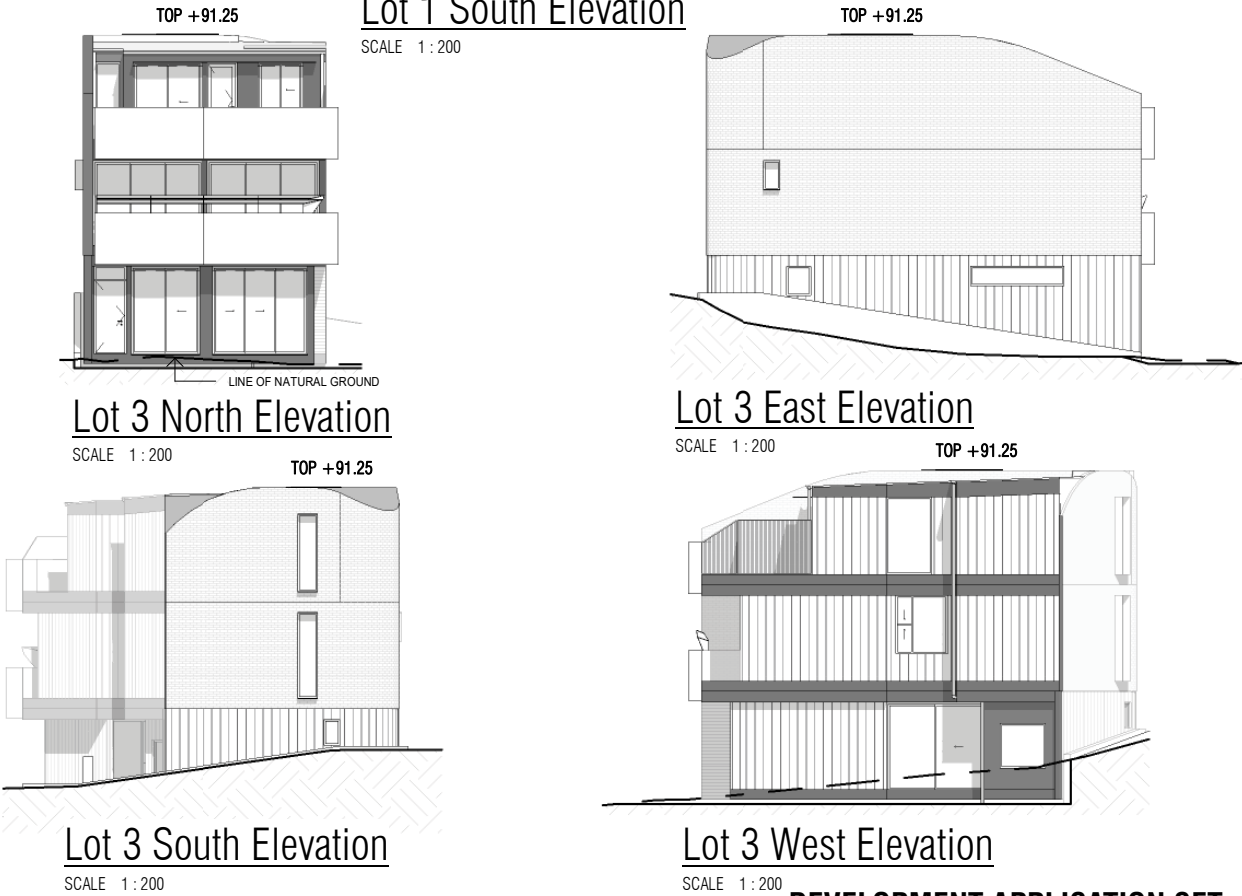 TOP +91.25
Lot 1 South Elevation
SCALE 1 : 200
TOP +91.25
LINE OF NATURAL GROUND
Lot 3 North Elevation
SCALE 1 : 200
Lot 3 East Elevation
SCALE 1 : 200
TOP +91.25
TOP +91.25
Lot 3 South Elevation
SCALE 1 : 200
Lot 3 West Elevation
SCALE 1 : 200
DEVELOPMENT APPLICATION SET